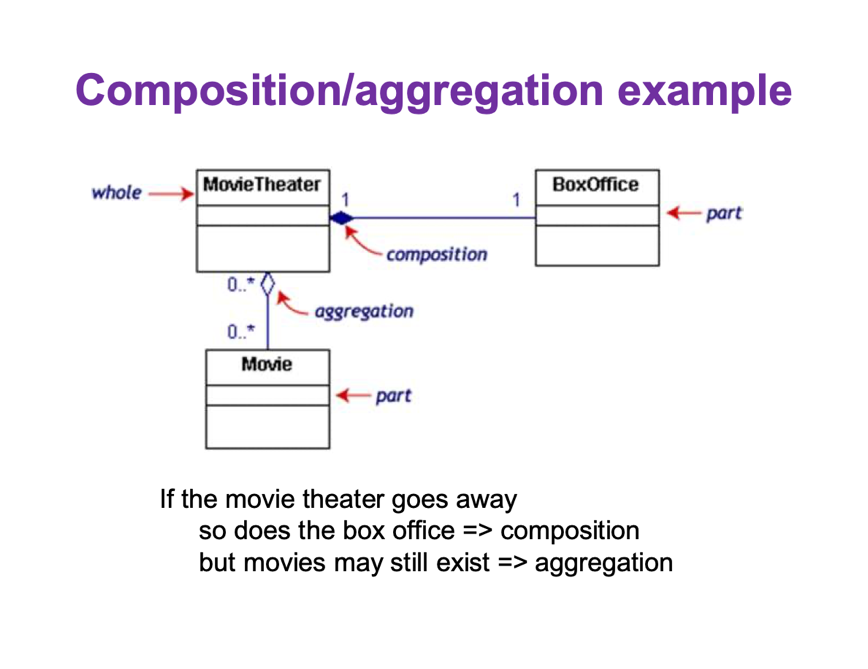 Composition/aggregation example
whole
MovieTheater
1
1
BoxOffice
part
composition
0..*
aggregation
0..*
Movie
part
If the movie theater goes away
so does the box office => composition
but movies may still exist => aggregation